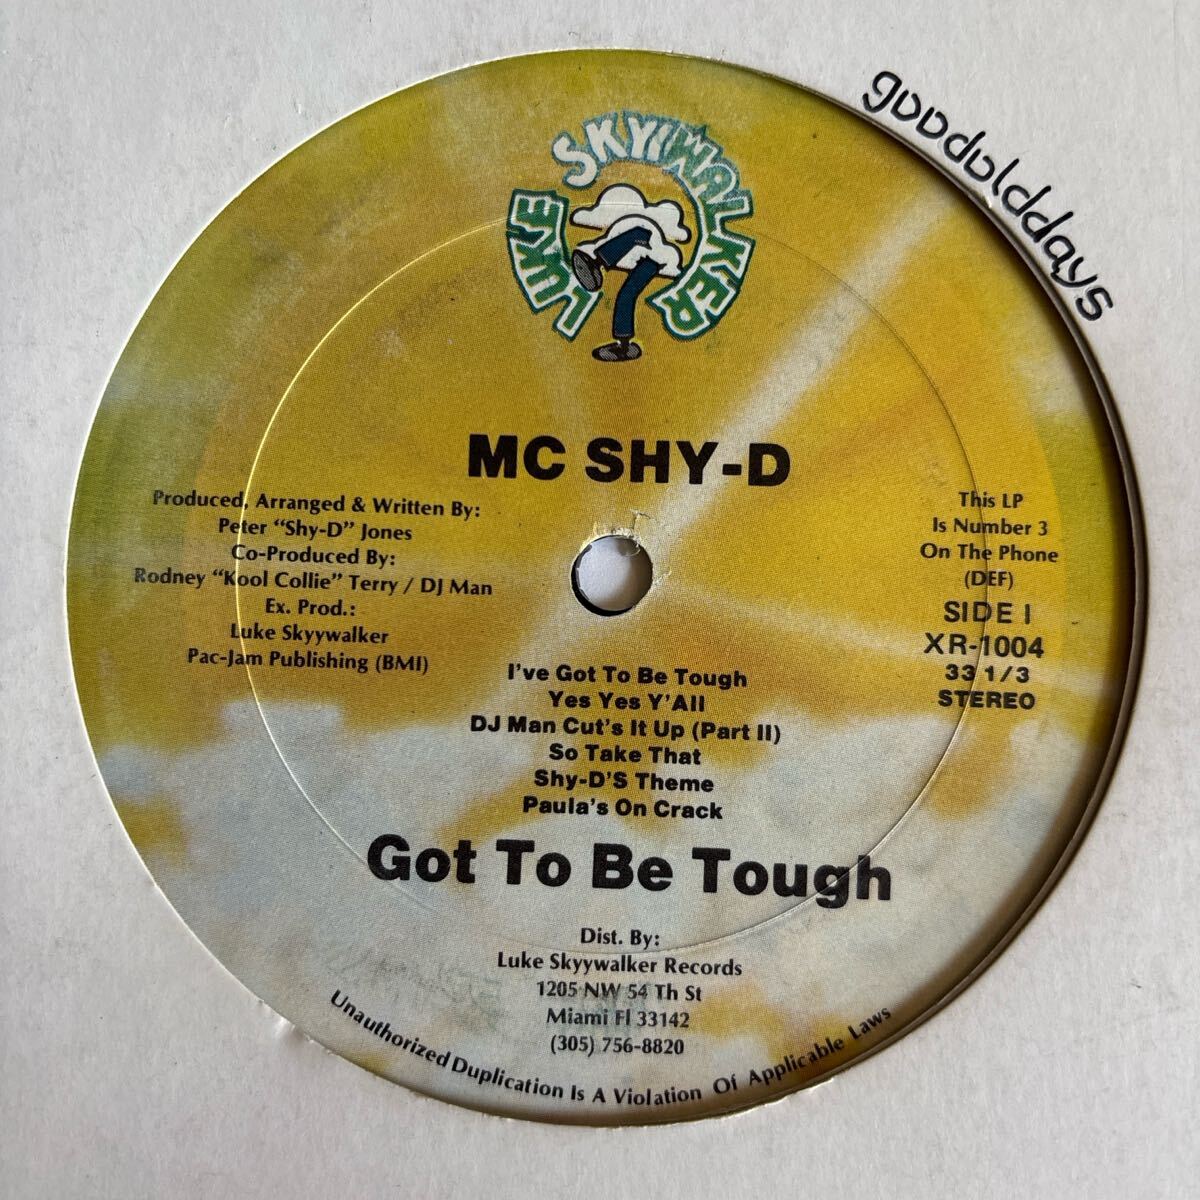 goodulddays
LUKE SKYYWALKER
MC SHY-D
Produced, Arranged & Written By:
Peter "Shy-D" Jones
Co-Produced By:
Rodney "Kool Collie" Terry / DJ Man
Ex. Prod.:
Luke Skyywalker
Pac-Jam Publishing (BMI)
This LP
Is Number 3
On The Phone
(DEF)
SIDE I
XR-1004
33 1/3
STEREO
I've Got To Be Tough
Yes Yes Y'All
DJ Man Cut's It Up (Part II)
So Take That
Shy-D'S Theme
Paula's On Crack
Got To Be Tough
Dist. By:
Luke Skyywalker Records
1205 NW 54 Th St
Miami Fl 33142
(305) 756-8820
Unauthorized Duplication Is A Violation Of Applicable Laws